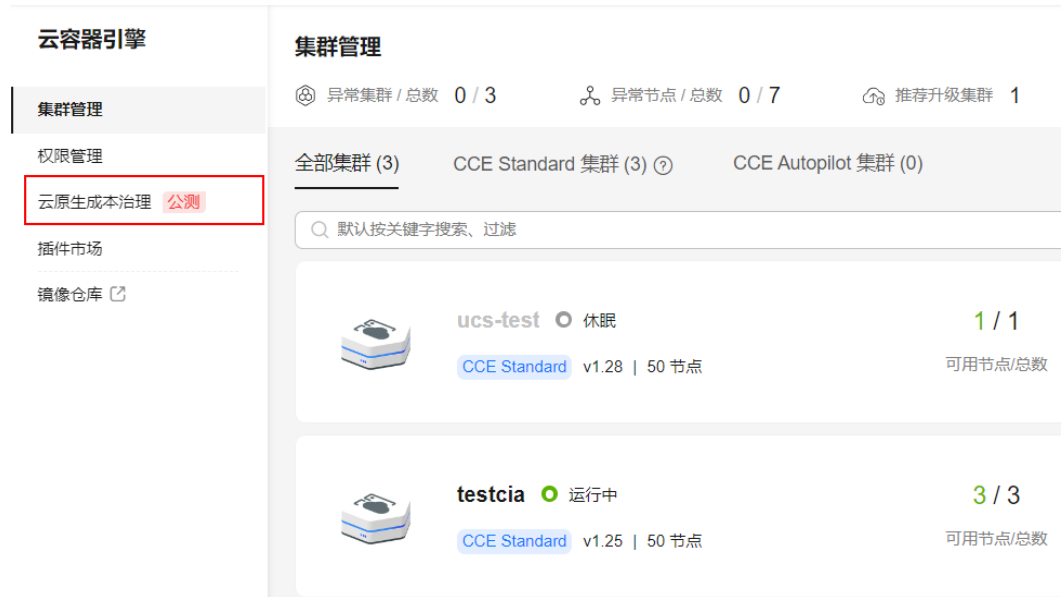 云容器引擎
集群管理
权限管理
云原生成本治理 公测
插件市场
镜像仓库
集群管理
异常集群 / 总数 0 / 3 异常节点 / 总数 0 / 7 推荐升级集群 1
全部集群 (3) CCE Standard 集群 (3) ? CCE Autopilot 集群 (0)
默认按关键字搜索、过滤
ucs-test 休眠 1 / 1
CCE Standard v1.28 | 50 节点 可用节点/总数
testcia 运行中 3 / 3
CCE Standard v1.25 | 50 节点 可用节点/总数